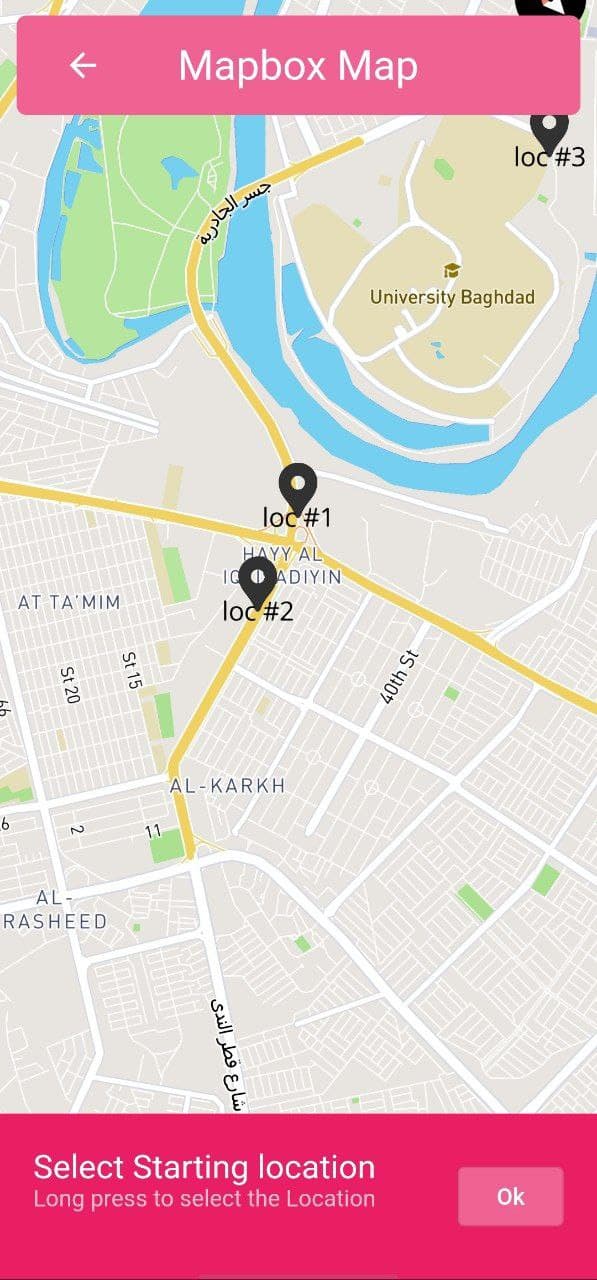 Mapbox Map
loc #3
جسر الجادرية
University Baghdad
loc #1
HAYY AL
AT TA'MIM
loc #2
St 15
St 20
40th St
66
AL-KARKH
6
2
11
AL-
RASHEED
شارع قطر الندى
Select Starting location
Long press to select the Location
Ok